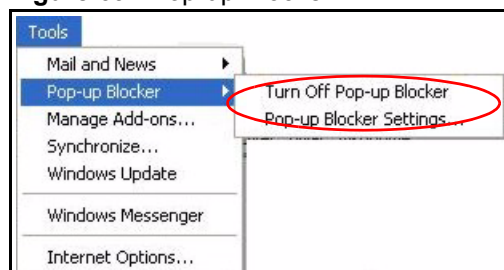 Tools
Mail and News
Pop-up Blocker
Turn Off Pop-up Blocker
Manage Add-ons...
Pop-up Blocker Settings...
Synchronize...
Windows Update
Windows Messenger
Internet Options...